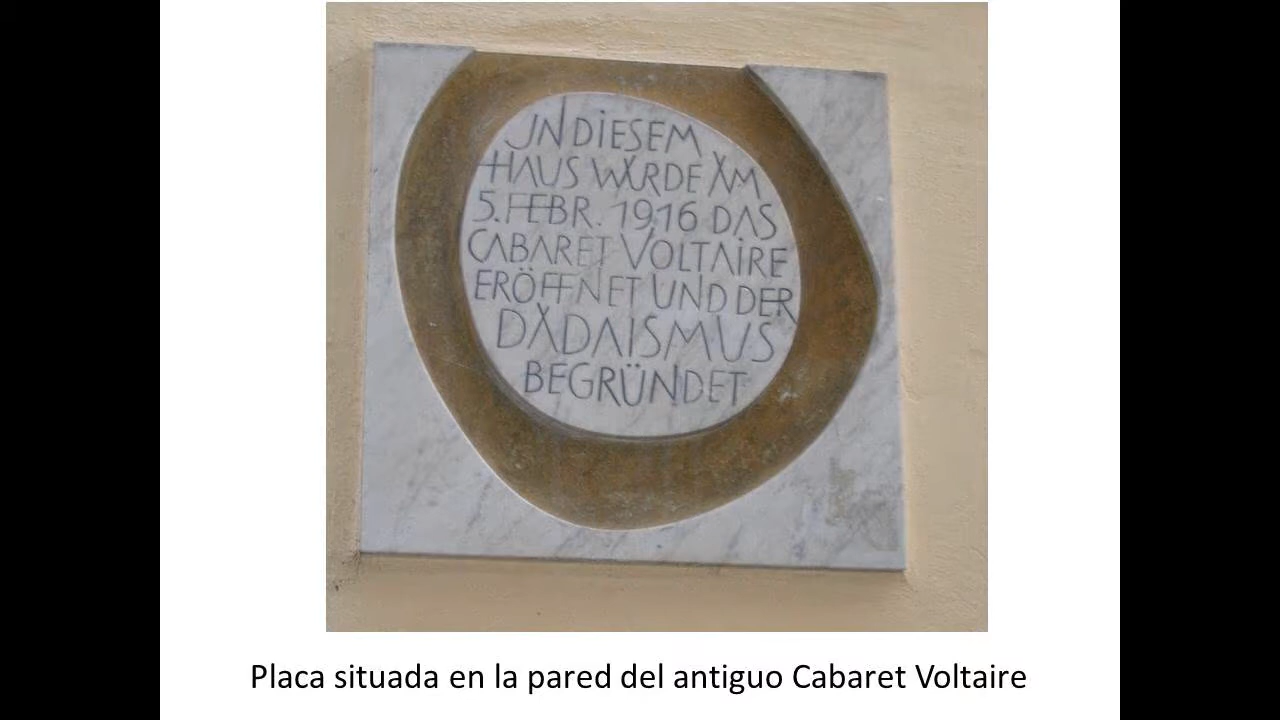 IN DIESEM
HAUS WURDE AM
5. FEBR. 1916 DAS
CABARET VOLTAIRE
ERÖFFNET UND DER
DADAISMUS
BEGRÜNDET
Placa situada en la pared del antiguo Cabaret Voltaire